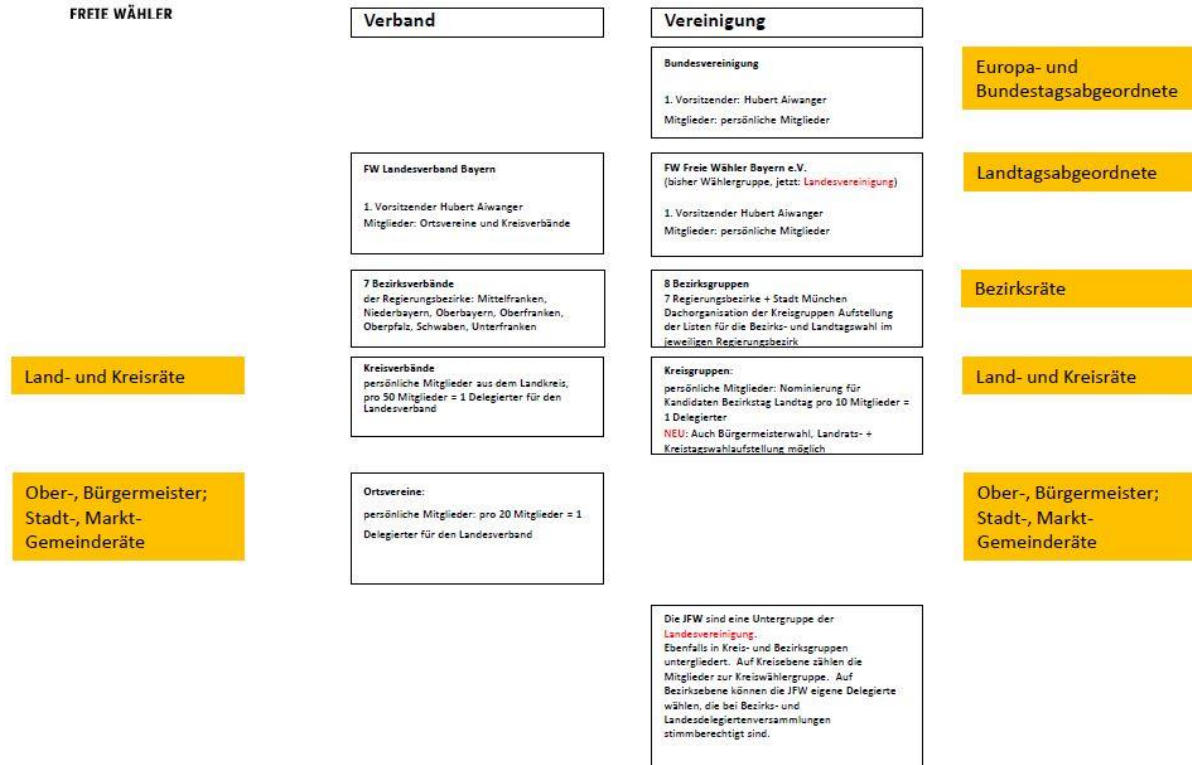 FREIE WÄHLER
Verband
Vereinigung
Bundesvereinigung
1. Vorsitzender: Hubert Aiwanger
Mitglieder: persönliche Mitglieder
Europa- und
Bundestagsabgeordnete
FW Landesverband Bayern
1. Vorsitzender Hubert Aiwanger
Mitglieder: Ortsvereine und Kreisverbände
FW Freie Wähler Bayern e.V.
(bisher Wählergruppe, jetzt: Landesvereinigung)
1. Vorsitzender Hubert Aiwanger
Mitglieder: persönliche Mitglieder
Landtagsabgeordnete
7 Bezirksverbände
der Regierungsbezirke: Mittelfranken,
Niederbayern, Oberbayern, Oberfranken,
Oberpfalz, Schwaben, Unterfranken
8 Bezirksgruppen
7 Regierungsbezirke + Stadt München
Dachorganisation der Kreisgruppen Aufstellung
der Listen für die Bezirks- und Landtagswahl im
jeweiligen Regierungsbezirk
Bezirksräte
Land- und Kreisräte
Kreisverbände
persönliche Mitglieder aus dem Landkreis,
pro 50 Mitglieder = 1 Delegierter für den
Landesverband
Kreisgruppen:
persönliche Mitglieder: Nominierung für
Kandidaten Bezirkstag Landtag pro 10 Mitglieder =
1 Delegierter
NEU: Auch Bürgermeisterwahl, Landrats- +
Kreistagswahlaufstellung möglich
Land- und Kreisräte
Ober-, Bürgermeister;
Stadt-, Markt-
Gemeinderäte
Ortsvereine:
persönliche Mitglieder: pro 20 Mitglieder = 1
Delegierter für den Landesverband
Ober-, Bürgermeister;
Stadt-, Markt-
Gemeinderäte
Die JFW sind eine Untergruppe der
Landesvereinigung.
Ebenfalls in Kreis- und Bezirksgruppen
untergliedert. Auf Kreisebene zählen die
Mitglieder zur Kreiswählergruppe. Auf
Bezirksebene können die JFW eigene Delegierte
wählen, die bei Bezirks- und
Landesdelegiertenversammlungen
stimmberechtigt sind.